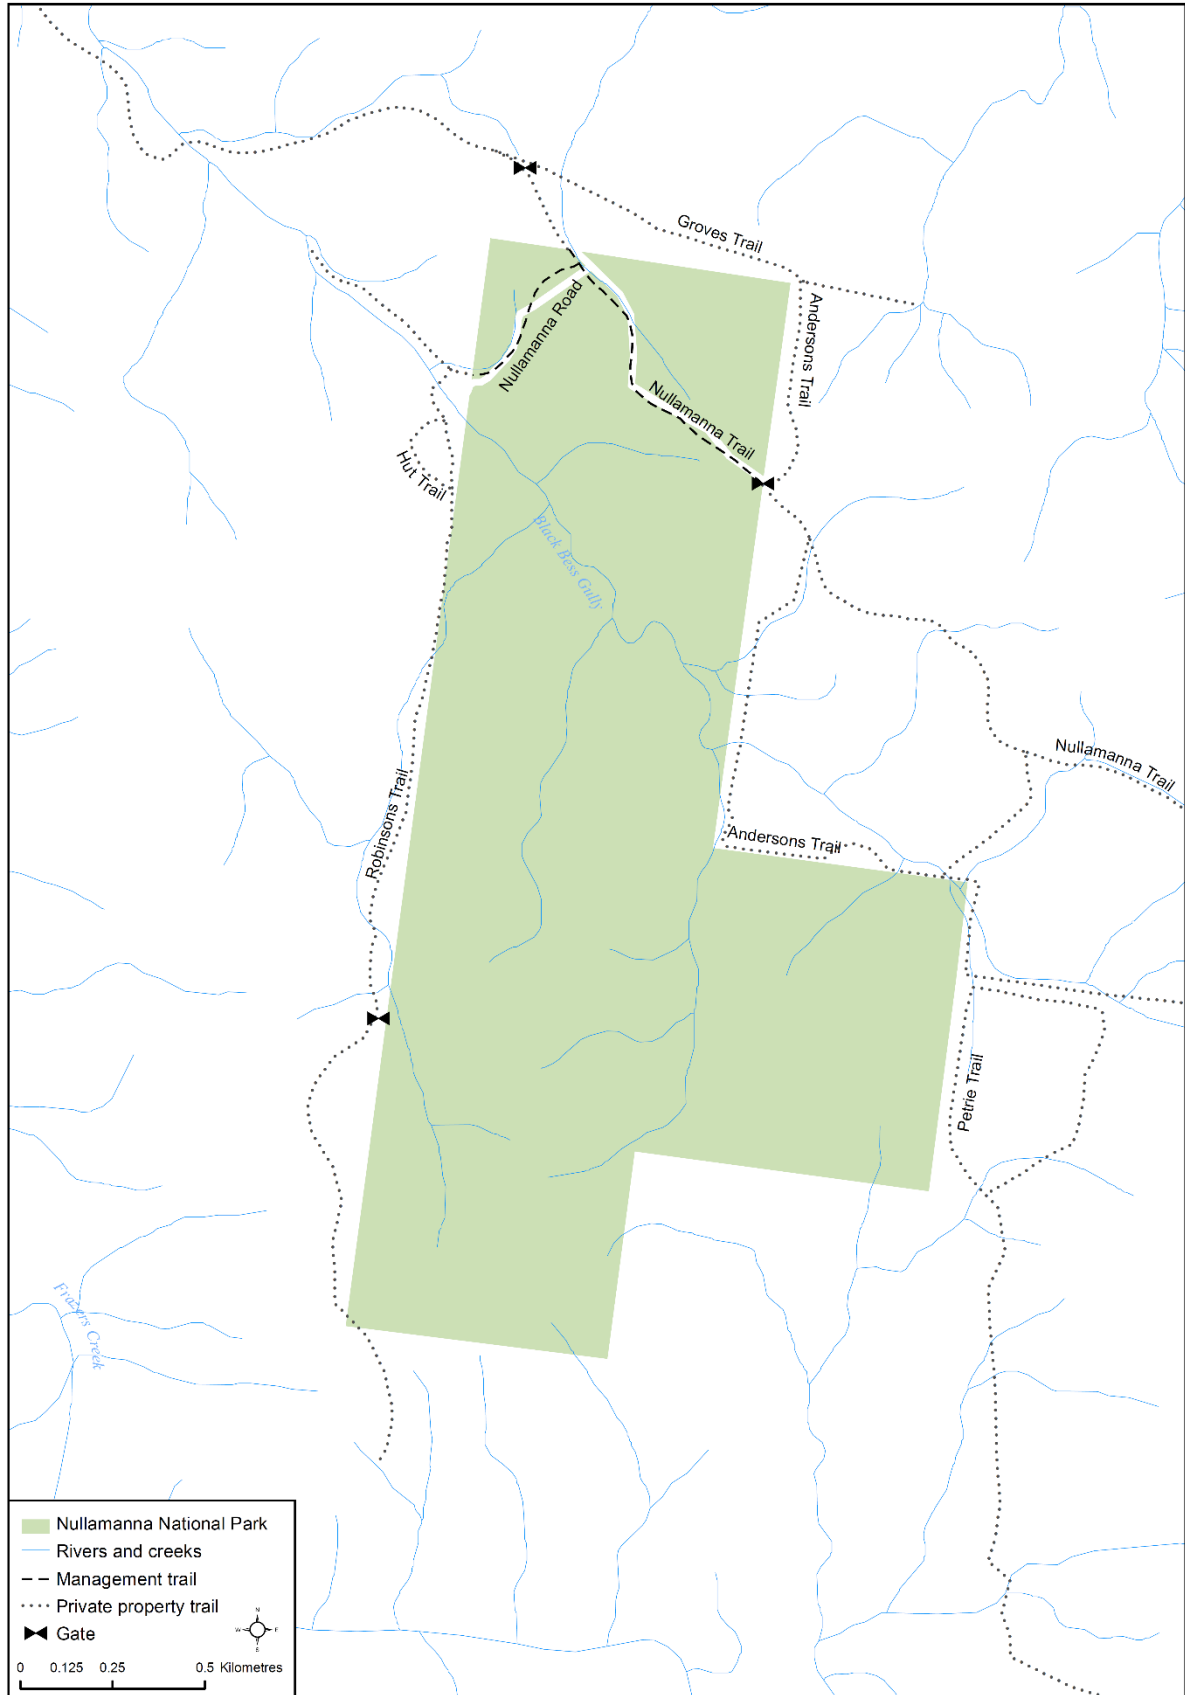 Groves Trail
Andersons Trail
Nullamanna Road
Nullamanna Trail
Hut Trail
Black Bess Gully
Nullamanna Trail
Robinsons Trail
Andersons Trail
Petrie Trail
Frazers Creek
Nullamanna National Park
Rivers and creeks
Management trail
Private property trail
Gate
N
W E
S
0 0.125 0.25 0.5 Kilometres